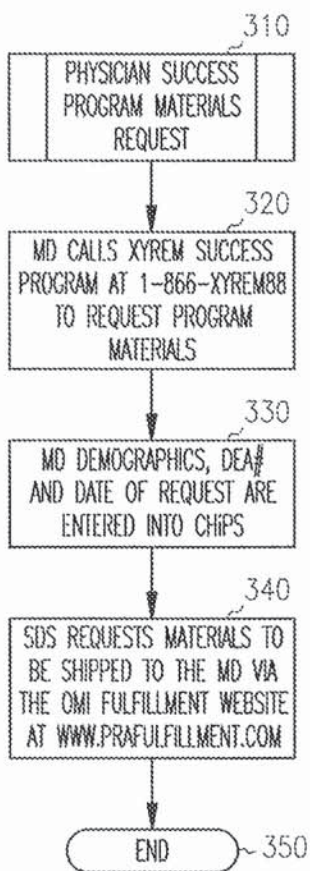 310
PHYSICIAN SUCCESS
PROGRAM MATERIALS
REQUEST
320
MD CALLS XYREM SUCCESS
PROGRAM AT 1-866-XYREM88
TO REQUEST PROGRAM
MATERIALS
330
MD DEMOGRAPHICS, DEA#
AND DATE OF REQUEST ARE
ENTERED INTO CHiPS
340
SDS REQUESTS MATERIALS TO
BE SHIPPED TO THE MD VIA
THE OMI FULFILLMENT WEBSITE
AT WWW.PRAFULFILLMENT.COM
END 350